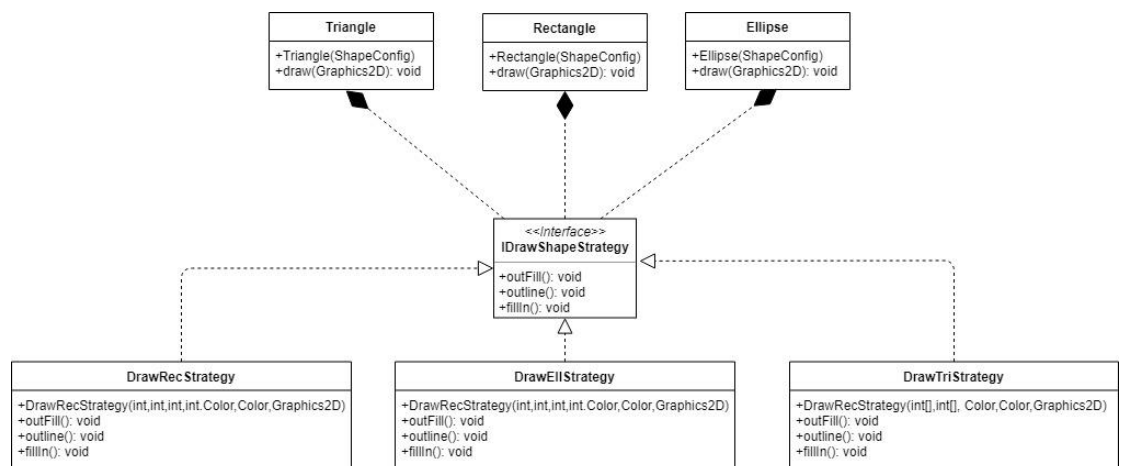 Triangle
+Triangle(ShapeConfig)
+draw(Graphics2D): void
Rectangle
+Rectangle(ShapeConfig)
+draw(Graphics2D): void
Ellipse
+Ellipse(ShapeConfig)
+draw(Graphics2D): void
<<Interface>>
IDrawShapeStrategy
+outFill(): void
+outline(): void
+fillIn(): void
DrawRecStrategy
+DrawRecStrategy(int,int,int,int.Color,Color,Graphics2D)
+outFill(): void
+outline(): void
+fillIn(): void
DrawEllStrategy
+DrawRecStrategy(int,int,int,int.Color,Color,Graphics2D)
+outFill(): void
+outline(): void
+fillIn(): void
DrawTriStrategy
+DrawRecStrategy(int[],int[], Color,Color,Graphics2D)
+outFill(): void
+outline(): void
+fillIn(): void